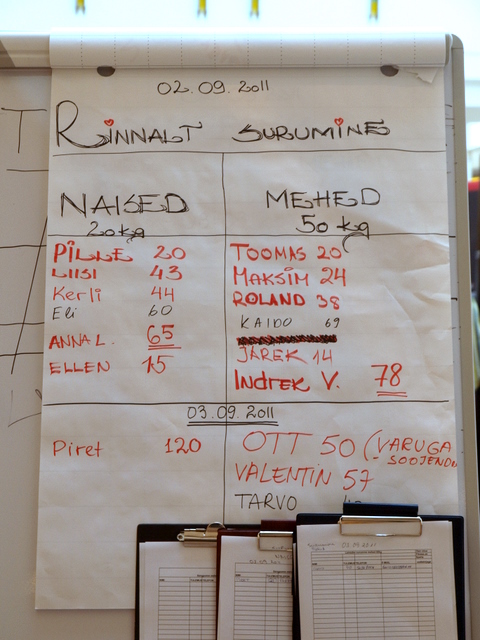 02.09.2011
RINNALT SURUMINE
NAISED
20kg
PILLE 20
LIISI 43
Kerli 44
Eli 60
ANNA L. 65
ELLEN 15
MEHED
50 kg
TOOMAS 20
MAKSIM 24
ROLAND 38
KAIDO 69
JAREK 14
INDREK V. 78
03.09.2011
Piret 120
OTT 50 (VARUGA
SOOJENDU
VALENTIN 57
TARVO